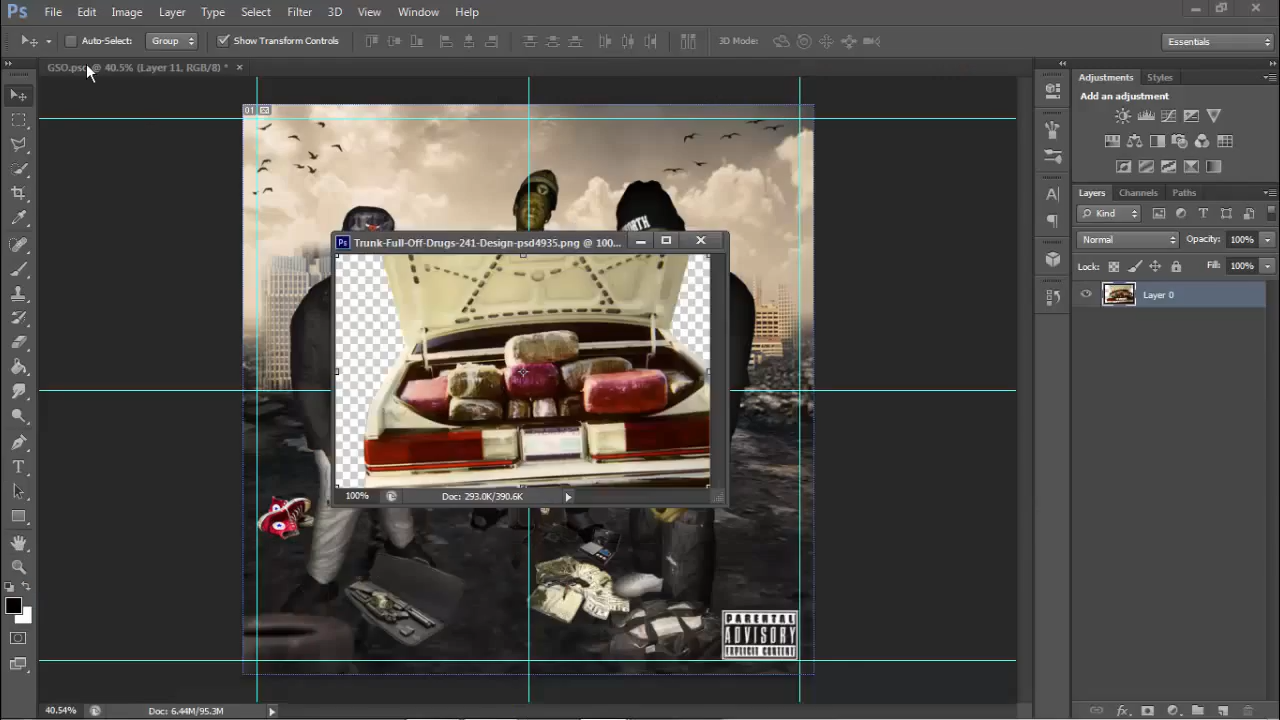 Ps File Edit Image Layer Type Select Filter 3D View Window Help
Auto-Select: Group Show Transform Controls 3D Mode: Essentials
GSO.psd @ 40.5% (Layer 11, RGB/8) * ×
Adjustments Styles
Add an adjustment
01
Layers Channels Paths
Kind
Normal Opacity: 100%
Lock: Fill: 100%
Layer 0
NORTH
Ps Trunk-Full-Off-Drugs-241-Design-psd4935.png @ 100...
100% Doc: 293.0K/390.6K
PARENTAL
ADVISORY
EXPLICIT CONTENT
40.54% Doc: 6.44M/95.3M